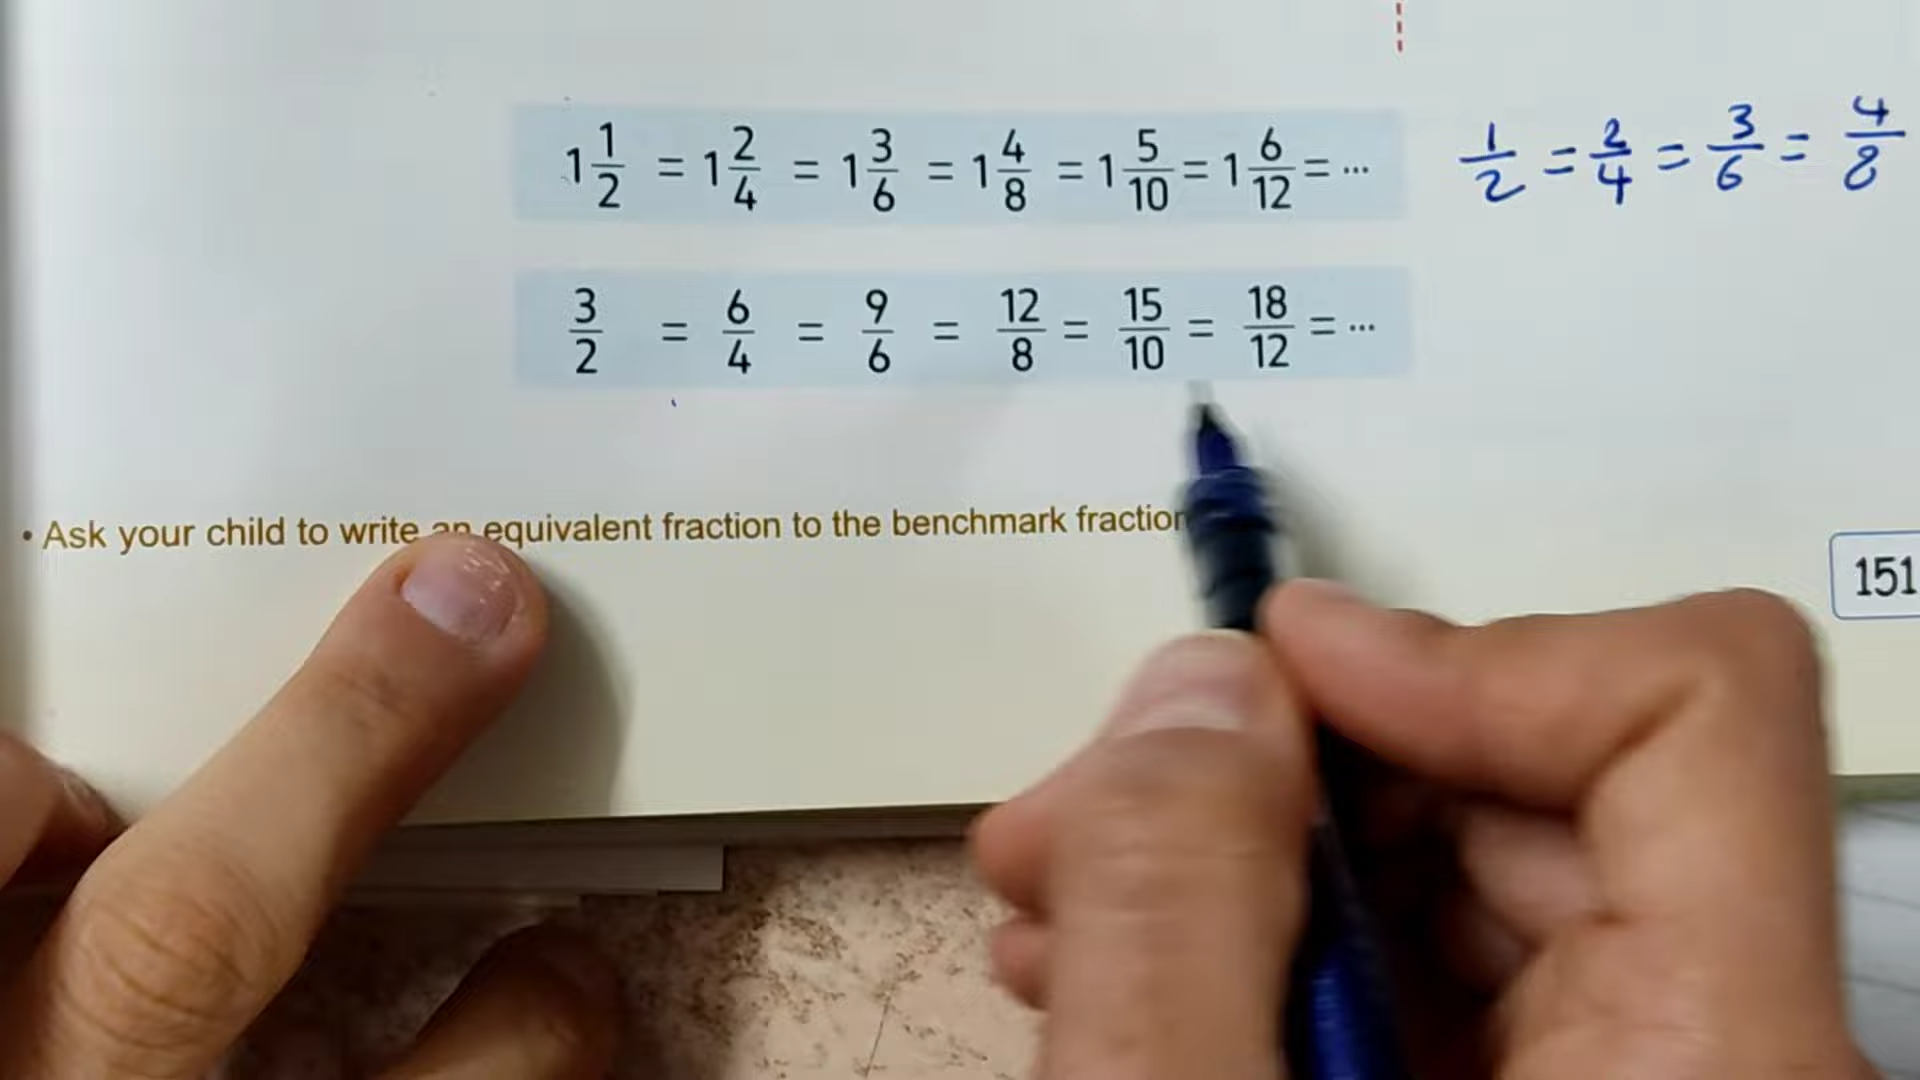 1 1/2 = 1 2/4 = 1 3/6 = 1 4/8 = 1 5/10 = 1 6/12 = ...
1/2 = 2/4 = 3/6 = 4/8
3/2 = 6/4 = 9/6 = 12/8 = 15/10 = 18/12 = ...
• Ask your child to write equivalent fraction to the benchmark
151